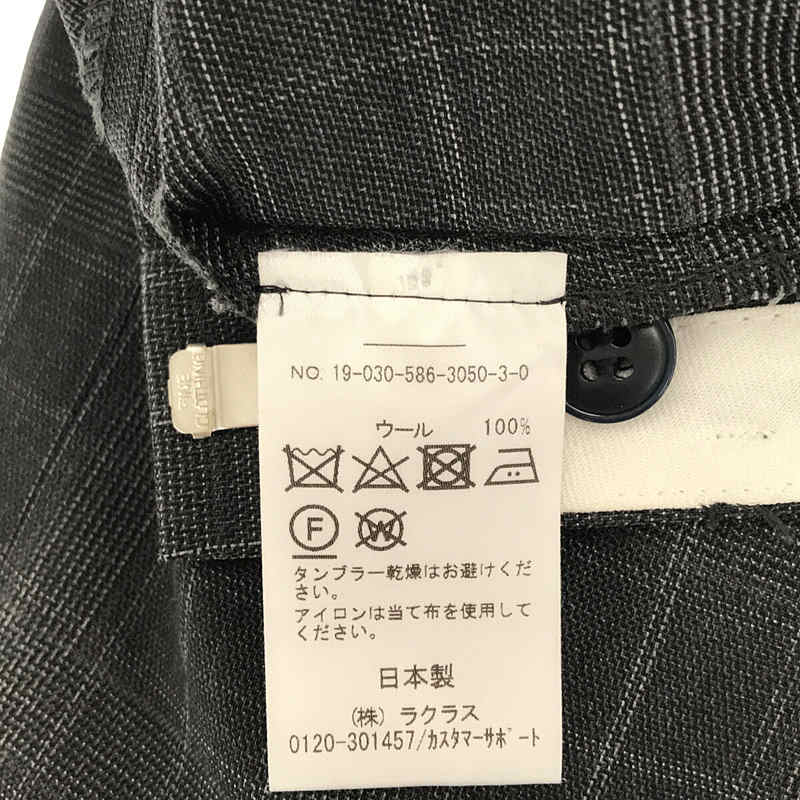 NO. 19-030-586-3050-3-0
ウール 100%
F W
タンブラー乾燥はお避けくだ
さい。
アイロンは当て布を使用して
ください。
日本製
(株) ラクラス
0120-301457/ｶｽﾀﾏｰｻﾎﾟｰﾄ